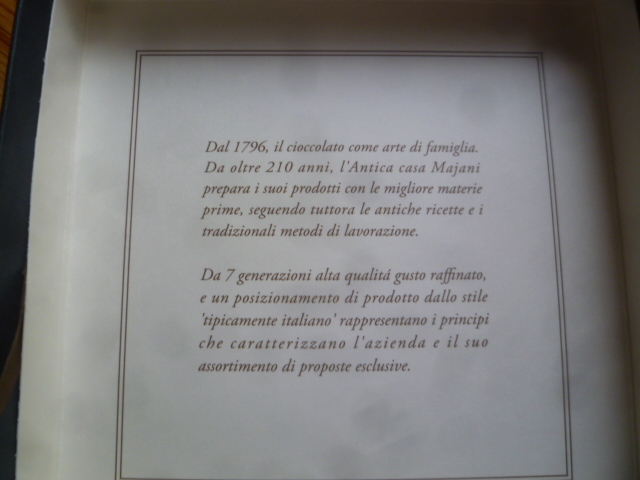 Dal 1796, il cioccolato come arte di famiglia.
Da oltre 210 anni, l'Antica casa Majani
prepara i suoi prodotti con le migliore materie
prime, seguendo tuttora le antiche ricette e i
tradizionali metodi di lavorazione.
Da 7 generazioni alta qualitá gusto raffinato,
e un posizionamento di prodotto dallo stile
'tipicamente italiano' rappresentano i principi
che caratterizzano l'azienda e il suo
assortimento di proposte esclusive.